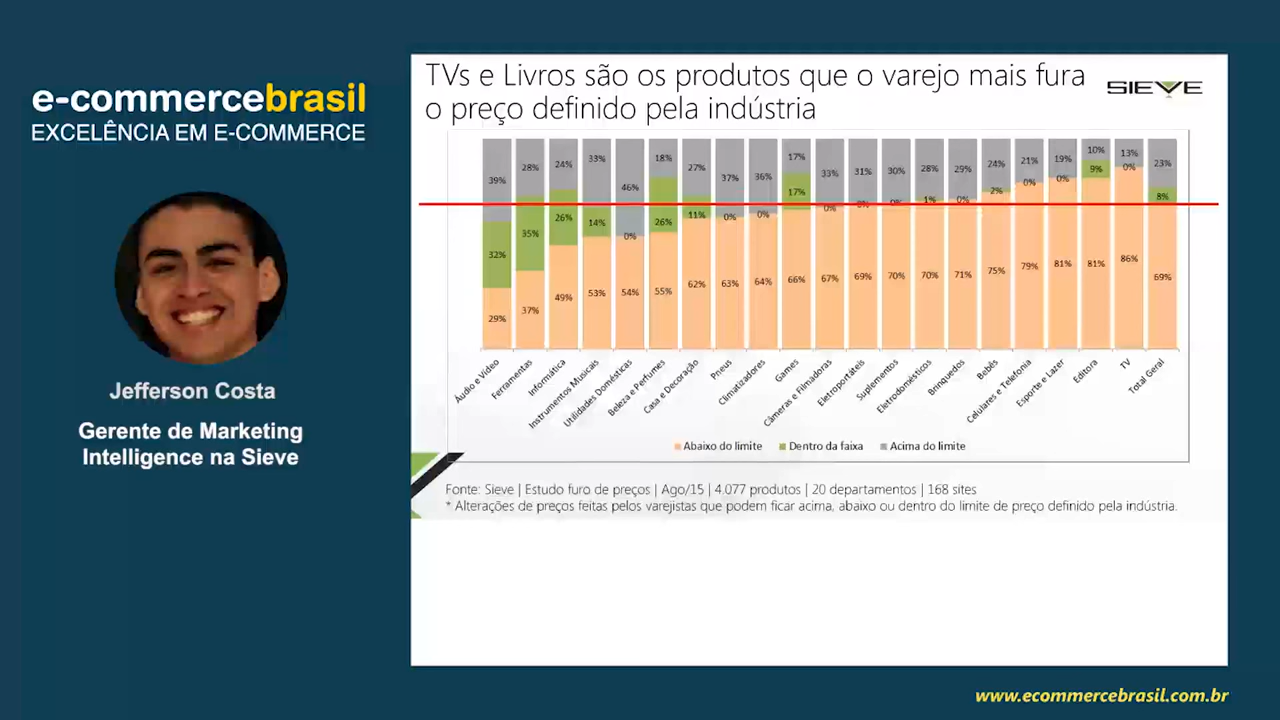 e-commercebrasil
EXCELÊNCIA EM E-COMMERCE
Jefferson Costa
Gerente de Marketing
Intelligence na Sieve
TVs e Livros são os produtos que o varejo mais fura
o preço definido pela indústria
SIEVE
39% 28% 24% 33% 46% 18% 27% 37% 36% 17% 33% 31% 30% 28% 29% 24% 21% 19% 10% 13% 23%
32% 35% 26% 14% 0% 26% 11% 0% 0% 17% 0% 0% 0% 1% 0% 2% 0% 0% 9% 0% 8%
29% 37% 49% 53% 54% 55% 62% 63% 64% 66% 67% 69% 70% 70% 71% 75% 79% 81% 81% 86% 69%
Áudio e Vídeo
Ferramentas
Informática
Instrumentos Musicais
Utilidades Domésticas
Beleza e Perfumes
Casa e Decoração
Pneus
Climatizadores
Games
Câmeras e Filmadoras
Eletroportáteis
Suplementos
Eletrodomésticos
Brinquedos
Bebês
Celulares e Telefonia
Esporte e Lazer
Editora
TV
Total Geral
Abaixo do limite Dentro da faixa Acima do limite
Fonte: Sieve | Estudo furo de preços | Ago/15 | 4.077 produtos | 20 departamentos | 168 sites
* Alterações de preços feitas pelos varejistas que podem ficar acima, abaixo ou dentro do limite de preço definido pela indústria.
www.ecommercebrasil.com.br